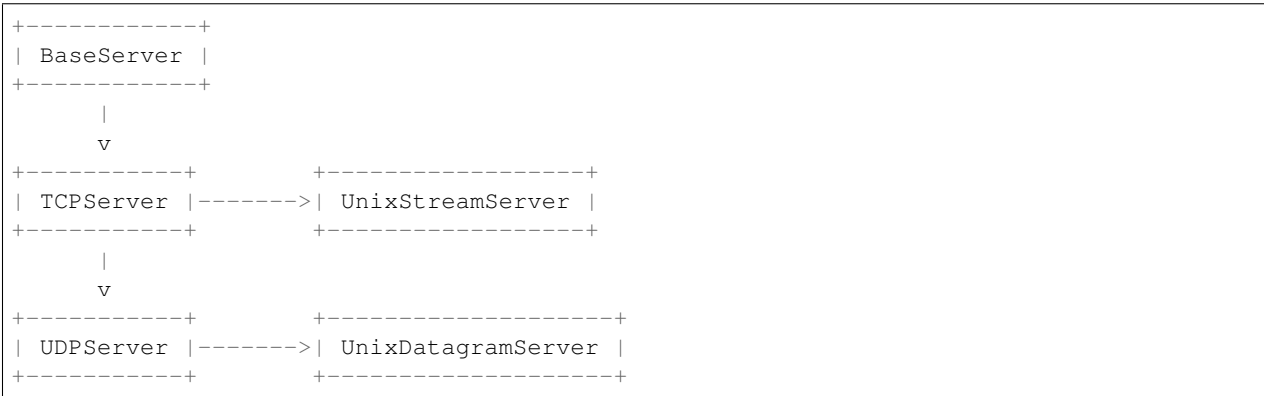 +------------+
| BaseServer |
+------------+
      |
      v
+-----------+        +------------------+
| TCPServer |------->| UnixStreamServer |
+-----------+        +------------------+
      |
      v
+-----------+        +--------------------+
| UDPServer |------->| UnixDatagramServer |
+-----------+        +--------------------+